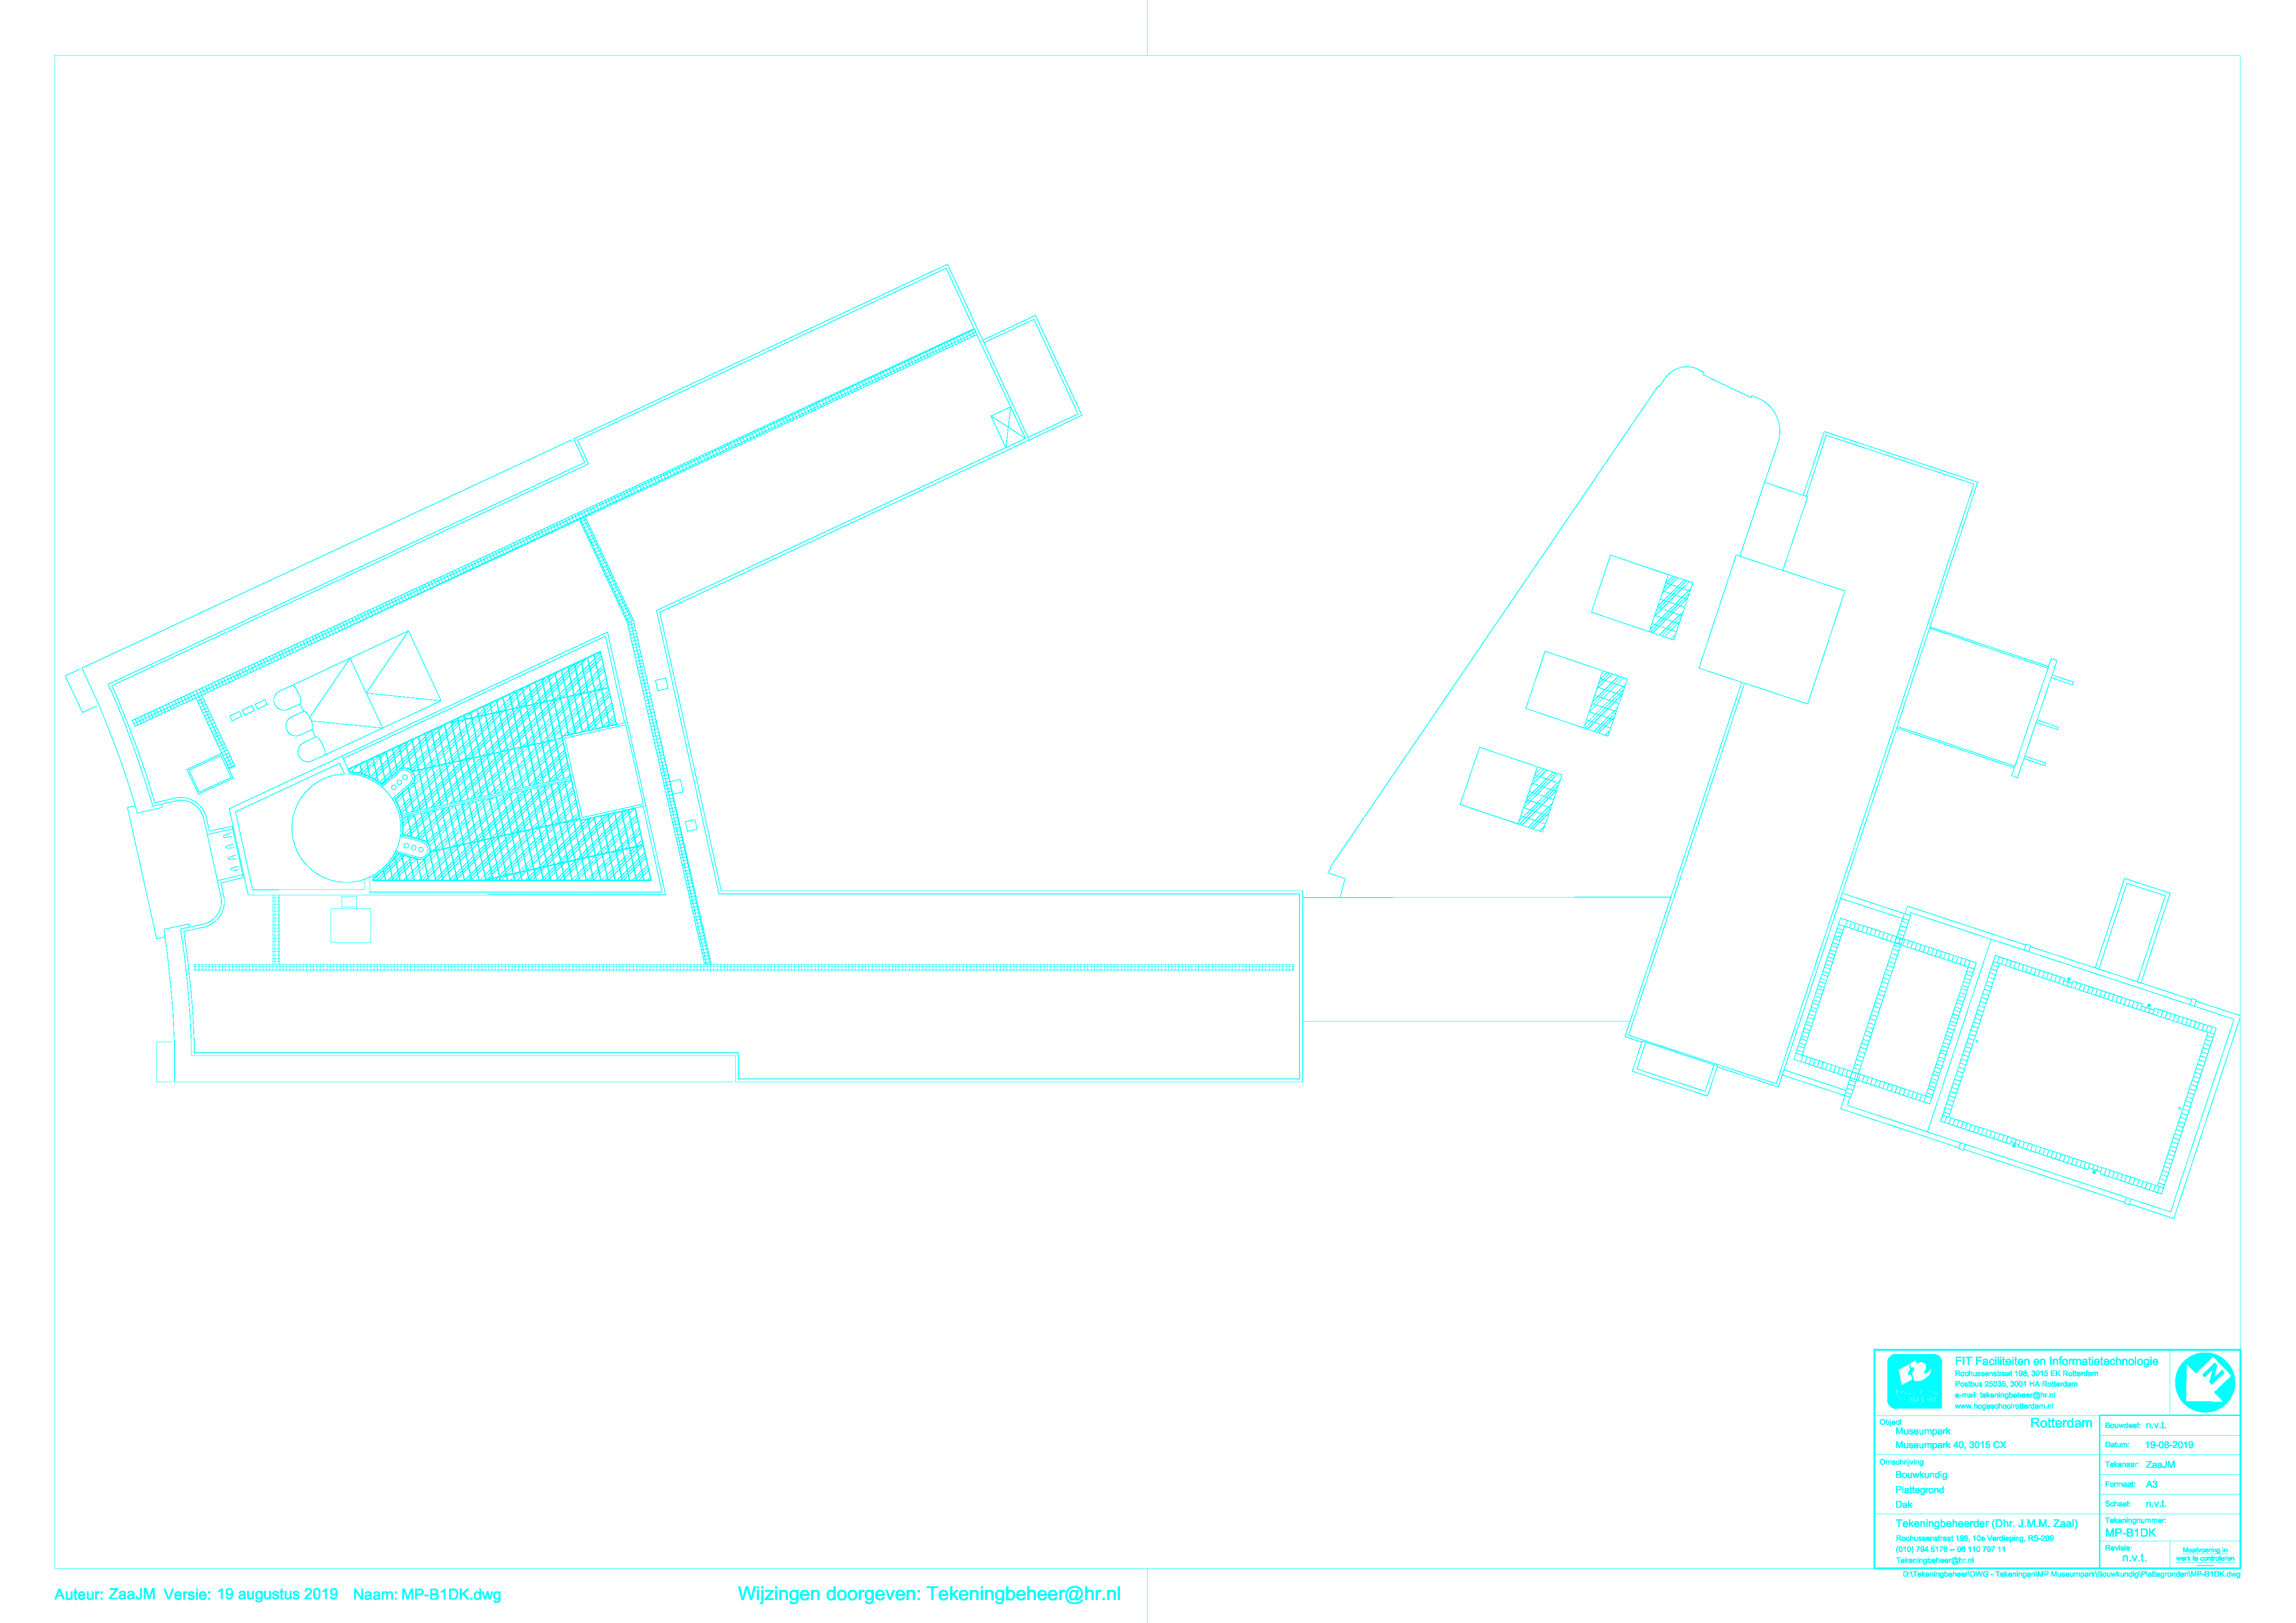 FIT Faciliteiten en Informatietechnologie
Rochussenstraat 198, 3015 EK Rotterdam
Postbus 25035, 3001 HA Rotterdam
e-mail: tekeningbeheer@hr.nl
www.hogeschoolrotterdam.nl
Object
Rotterdam
Museumpark
Museumpark 40, 3015 CX
Bouwdeel: n.v.t.
Datum: 19-08-2019
Omschrijving
Bouwkundig
Plattegrond
Dak
Tekenaar: ZaaJM
Formaat: A3
Schaal: n.v.t.
Tekeningbeheerder (Dhr. J.M.M. Zaal)
Rochussenstraat 198, 10e Verdieping, RS-209
(010) 794 5176 – 06 110 797 11
Tekeningbeheer@hr.nl
Tekeningnummer:
MP-B1DK
Revisie:
n.v.t.
Maatvoering in
werk te controleren
D:\Tekeningbeheer\DWG - Tekeningen\MP Museumpark\Bouwkundig\Plattegronden\MP-B1DK.dwg
Auteur: ZaaJM Versie: 19 augustus 2019 Naam: MP-B1DK.dwg
Wijzingen doorgeven: Tekeningbeheer@hr.nl